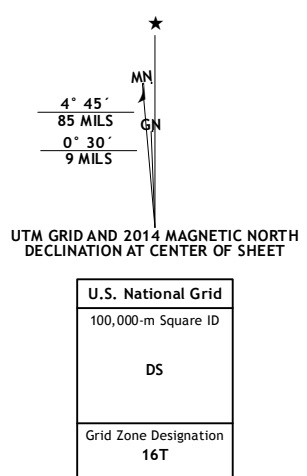 MN
4° 45´
85 MILS
GN
0° 30´
9 MILS
UTM GRID AND 2014 MAGNETIC NORTH
DECLINATION AT CENTER OF SHEET
U.S. National Grid
100,000-m Square ID
DS
Grid Zone Designation
16T